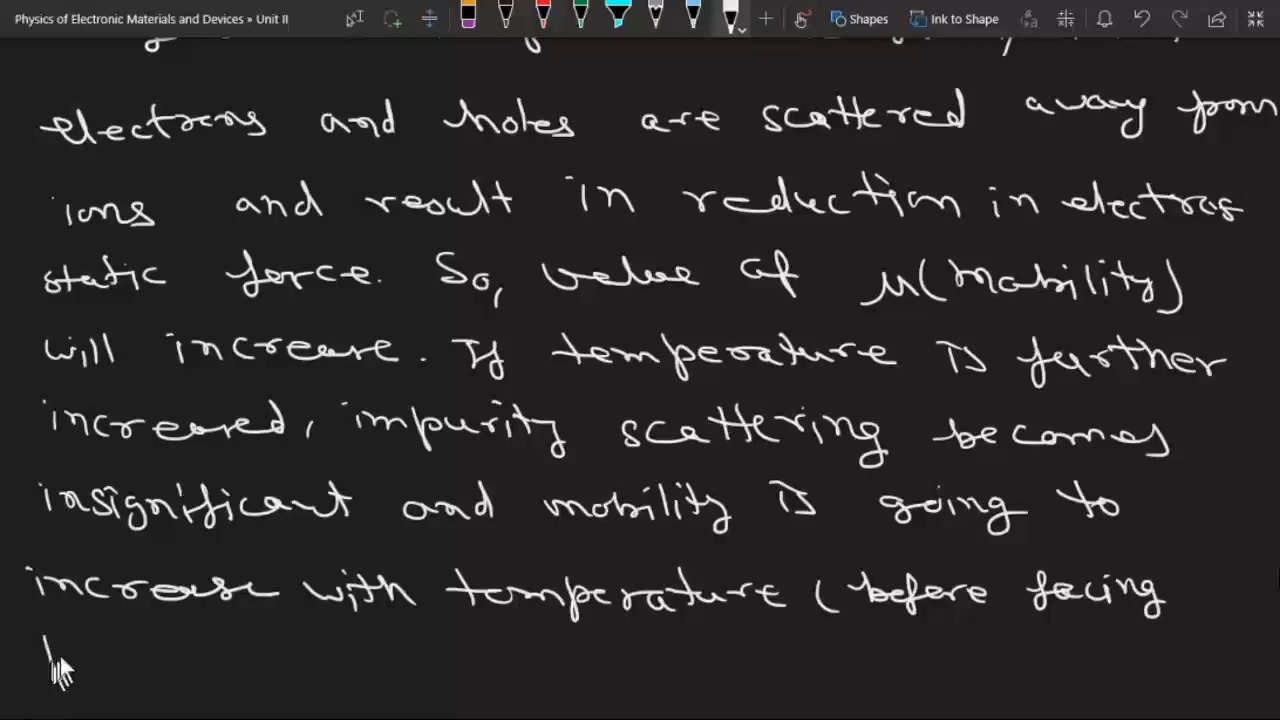 Physics of Electronic Materials and Devices » Unit II
Shapes
Ink to Shape
electrons and holes are scattered away from
ions and result in reduction in electro
static force. So, value of μ(Mobility)
will increase. If temperature is further
increased, impurity scattering becomes
insignificant and mobility is going to
increase with temperature ( before facing